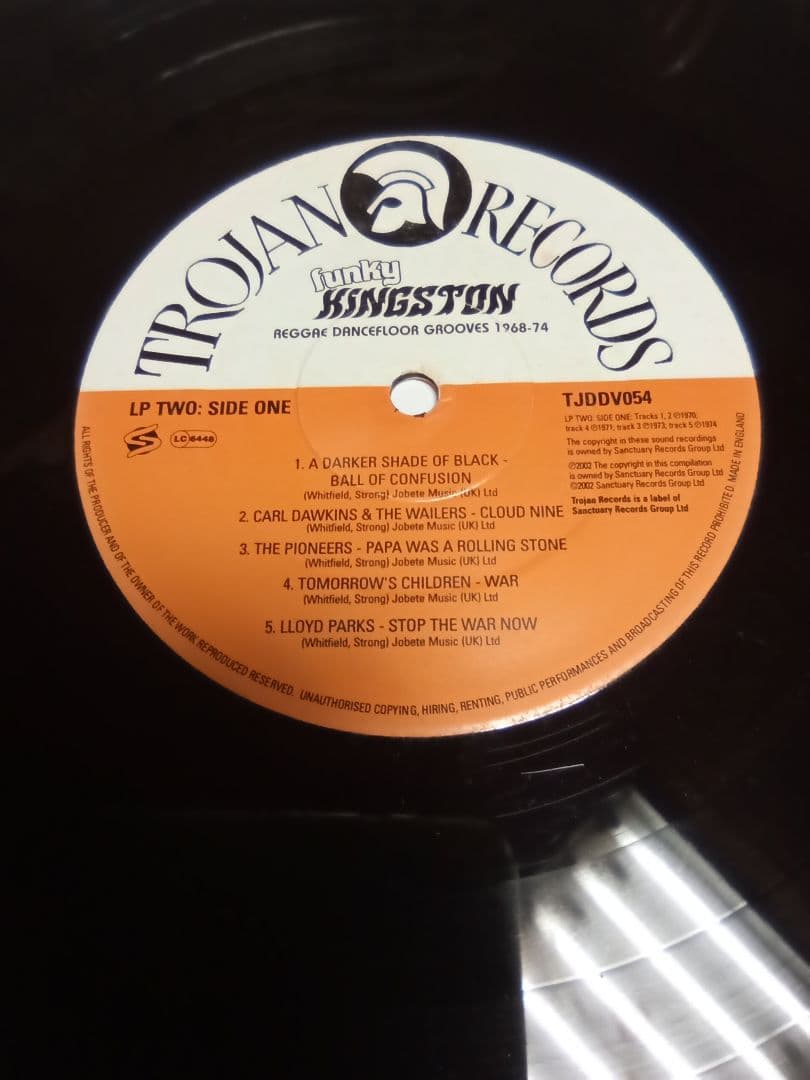 TROJAN RECORDS
funky
KINGSTON
REGGAE DANCEFLOOR GROOVES 1968-74
LP TWO: SIDE ONE
LC 6448
TJDDV054
LP TWO: SIDE ONE: Tracks 1, 2 ℗1970;
track 4 ℗1971; track 3 ℗1973; track 5 ℗1974
The copyright in these sound recordings
is owned by Sanctuary Records Group Ltd
℗2002 The copyright in this compilation
is owned by Sanctuary Records Group Ltd
©2002 Sanctuary Records Group Ltd
Trojan Records is a label of
Sanctuary Records Group Ltd
1. A DARKER SHADE OF BLACK -
BALL OF CONFUSION
(Whitfield, Strong) Jobete Music (UK) Ltd
2. CARL DAWKINS & THE WAILERS - CLOUD NINE
(Whitfield, Strong) Jobete Music (UK) Ltd
3. THE PIONEERS - PAPA WAS A ROLLING STONE
(Whitfield, Strong) Jobete Music (UK) Ltd
4. TOMORROW'S CHILDREN - WAR
(Whitfield, Strong) Jobete Music (UK) Ltd
5. LLOYD PARKS - STOP THE WAR NOW
(Whitfield, Strong) Jobete Music (UK) Ltd
ALL RIGHTS OF THE PRODUCER AND OF THE OWNER OF THE WORK REPRODUCED RESERVED. UNAUTHORISED COPYING, HIRING, RENTING, PUBLIC PERFORMANCES AND BROADCASTING OF THIS RECORD PROHIBITED. MADE IN ENGLAND